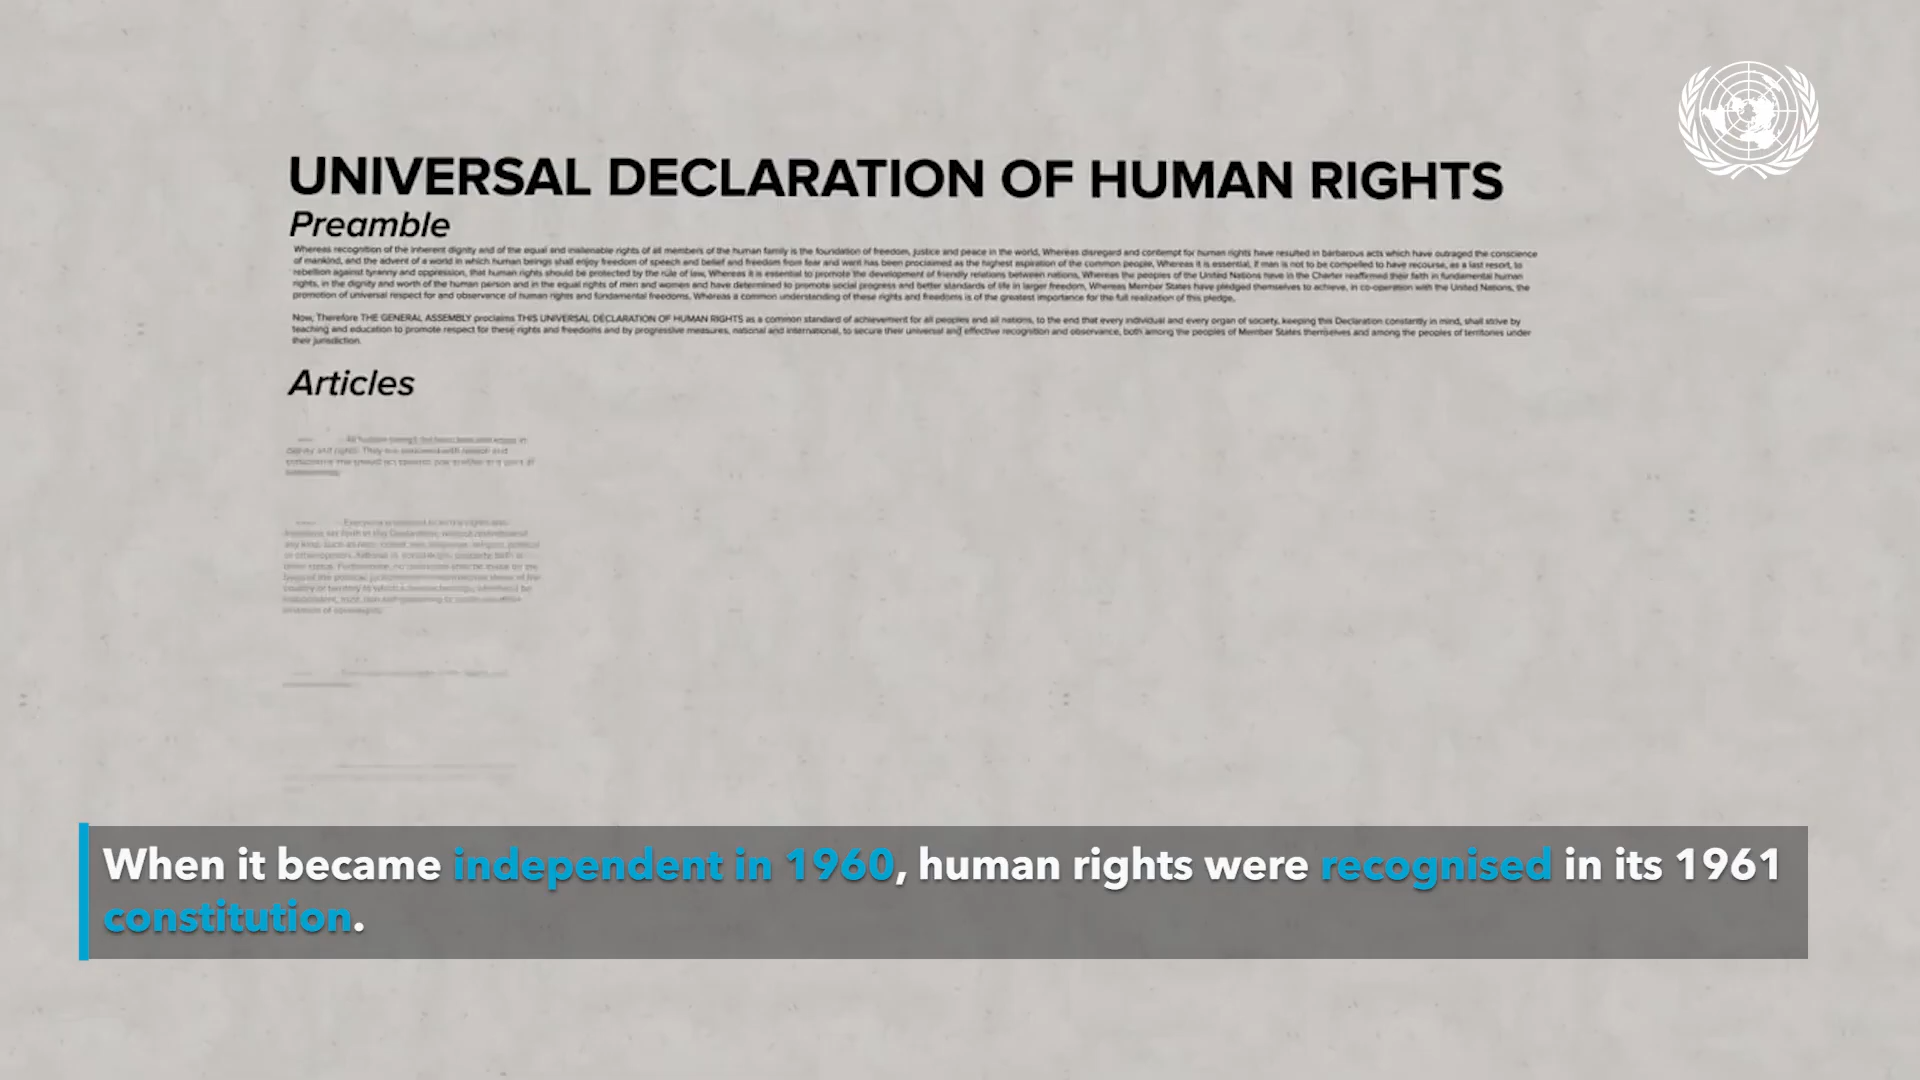 UNIVERSAL DECLARATION OF HUMAN RIGHTS
Preamble
Whereas recognition of the inherent dignity and of the equal and inalienable rights of all members of the human family is the foundation of freedom, justice and peace in the world, Whereas disregard and contempt for human rights have resulted in barbarous acts which have outraged the conscience
of mankind, and the advent of a world in which human beings shall enjoy freedom of speech and belief and freedom from fear and want has been proclaimed as the highest aspiration of the common people, Whereas it is essential, if man is not to be compelled to have recourse, as a last resort, to
rebellion against tyranny and oppression, that human rights should be protected by the rule of law, Whereas it is essential to promote the development of friendly relations between nations, Whereas the peoples of the United Nations have in the Charter reaffirmed their faith in fundamental human
rights, in the dignity and worth of the human person and in the equal rights of men and women and have determined to promote social progress and better standards of life in larger freedom, Whereas Member States have pledged themselves to achieve, in co-operation with the United Nations, the
promotion of universal respect for and observance of human rights and fundamental freedoms, Whereas a common understanding of these rights and freedoms is of the greatest importance for the full realization of this pledge,
Now, Therefore THE GENERAL ASSEMBLY proclaims THIS UNIVERSAL DECLARATION OF HUMAN RIGHTS as a common standard of achievement for all peoples and all nations, to the end that every individual and every organ of society, keeping this Declaration constantly in mind, shall strive by
teaching and education to promote respect for these rights and freedoms and by progressive measures, national and international, to secure their universal and effective recognition and observance, both among the peoples of Member States themselves and among the peoples of territories under
their jurisdiction.
Articles
When it became independent in 1960, human rights were recognised in its 1961
constitution.